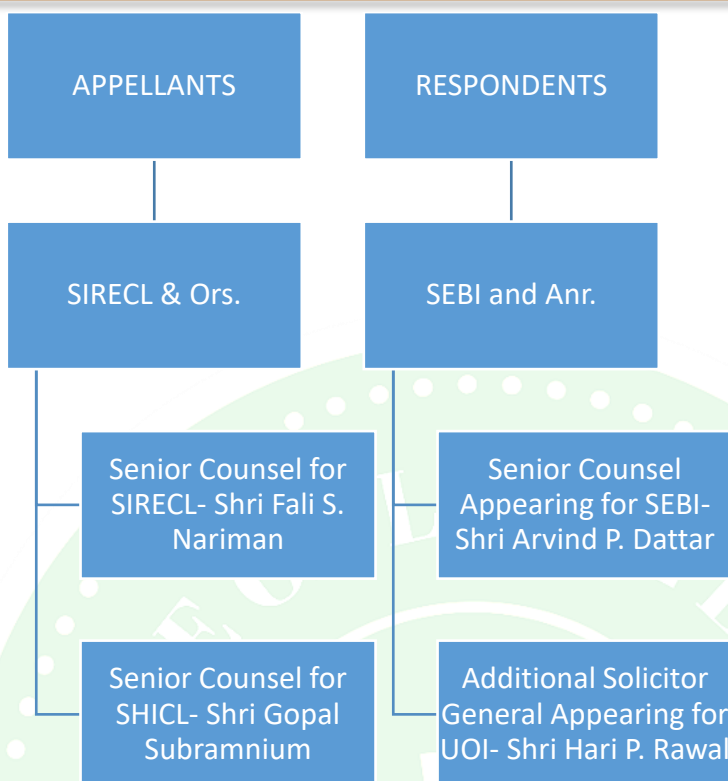 APPELLANTS
RESPONDENTS
SIRECL & Ors.
SEBI and Anr.
Senior Counsel for
SIRECL- Shri Fali S.
Nariman
Senior Counsel
Appearing for SEBI-
Shri Arvind P. Dattar
Senior Counsel for
SHICL- Shri Gopal
Subramnium
Additional Solicitor
General Appearing for
UOI- Shri Hari P. Rawal